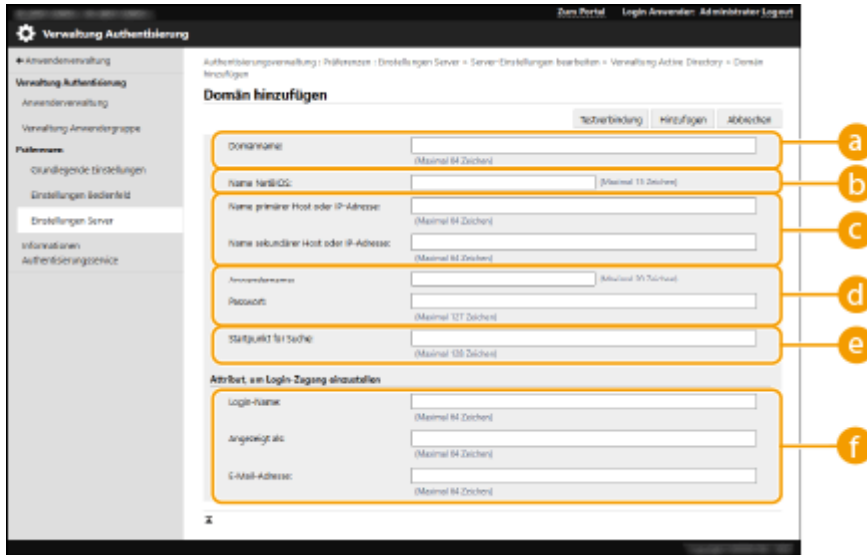 Zum Portal Login Anwender: Administrator Logout
Verwaltung Authentisierung
Anwenderverwaltung
Verwaltung Authentisierung
Anwenderverwaltung
Verwaltung Anwendergruppe
Präferenzen
Grundlegende Einstellungen
Einstellungen Bedienfeld
Einstellungen Server
Informationen
Authentisierungsservice
Authentisierungsverwaltung : Präferenzen : Einstellungen Server > Server-Einstellungen bearbeiten > Verwaltung Active Directory > Domän
hinzufügen
Domän hinzufügen
Testverbindung Hinzufügen Abbrechen
Domänname:
(Maximal 64 Zeichen)
a
Name NetBIOS: (Maximal 15 Zeichen)
b
Name primärer Host oder IP-Adresse:
(Maximal 64 Zeichen)
c
Name sekundärer Host oder IP-Adresse:
(Maximal 64 Zeichen)
Anwendername: (Maximal 20 Zeichen)
d
Passwort:
(Maximal 127 Zeichen)
Startpunkt für Suche:
(Maximal 120 Zeichen)
e
Attribut, um Login-Zugang einzustellen
Login-Name:
(Maximal 64 Zeichen)
Angezeigt als:
(Maximal 64 Zeichen)
f
E-Mail-Adresse:
(Maximal 64 Zeichen)